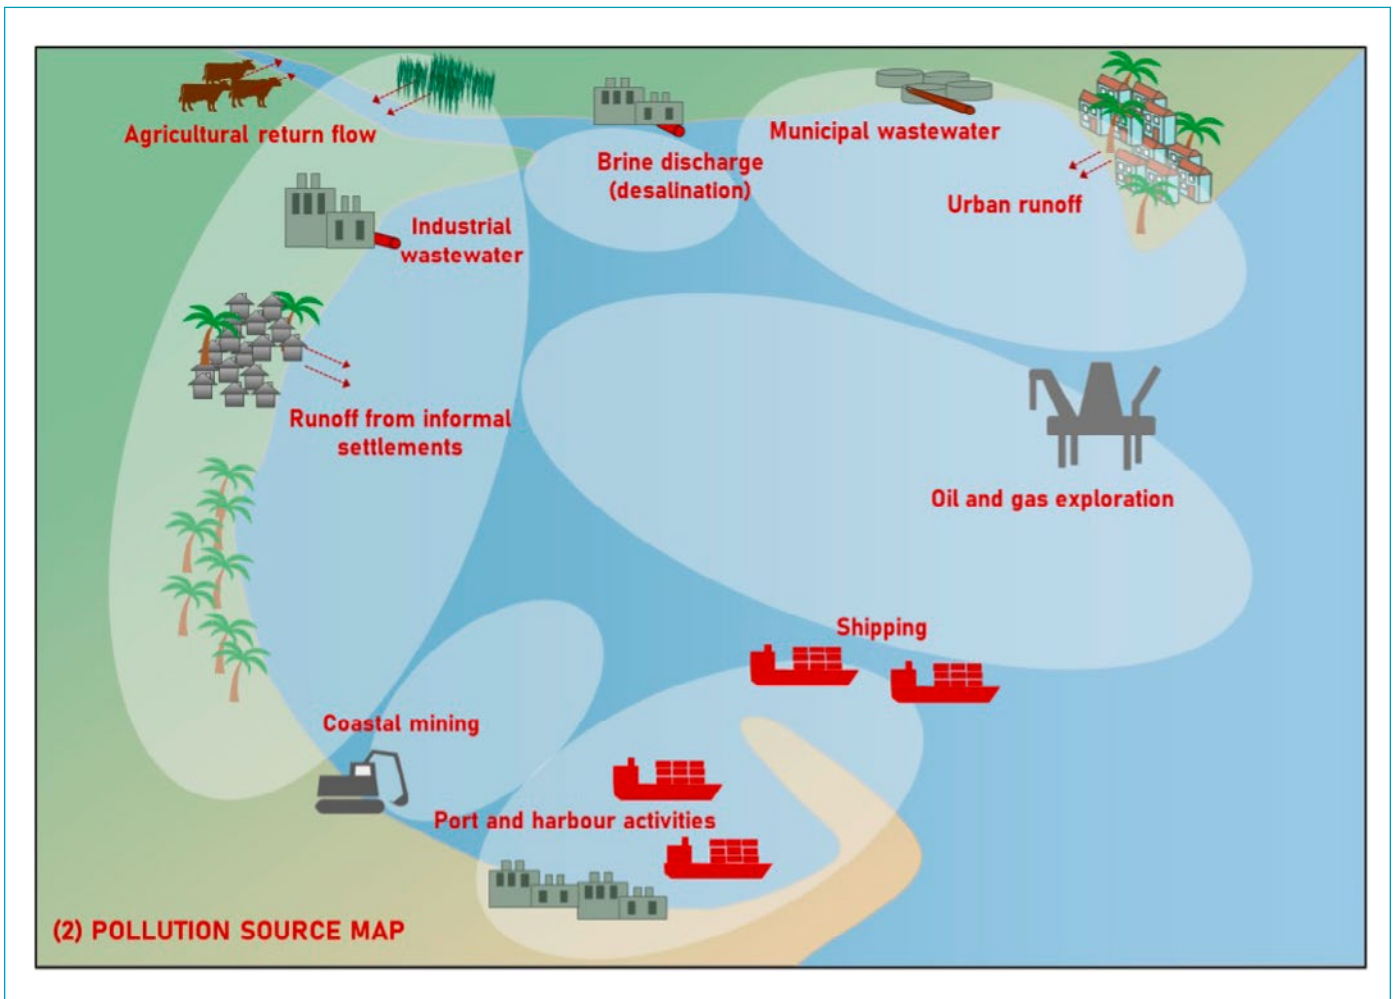 Agricultural return flow
Brine discharge
(desalination)
Municipal wastewater
Urban runoff
Industrial
wastewater
Runoff from informal
settlements
Oil and gas exploration
Shipping
Coastal mining
Port and harbour activities
(2) POLLUTION SOURCE MAP